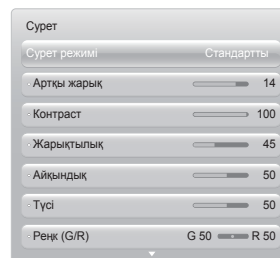 Сурет
Сурет режимі Стандартты
Артқы жарық 14
Контраст 100
Жарықтылық 45
Айқындық 50
Түсі 50
Реңк (G/R) G 50 R 50